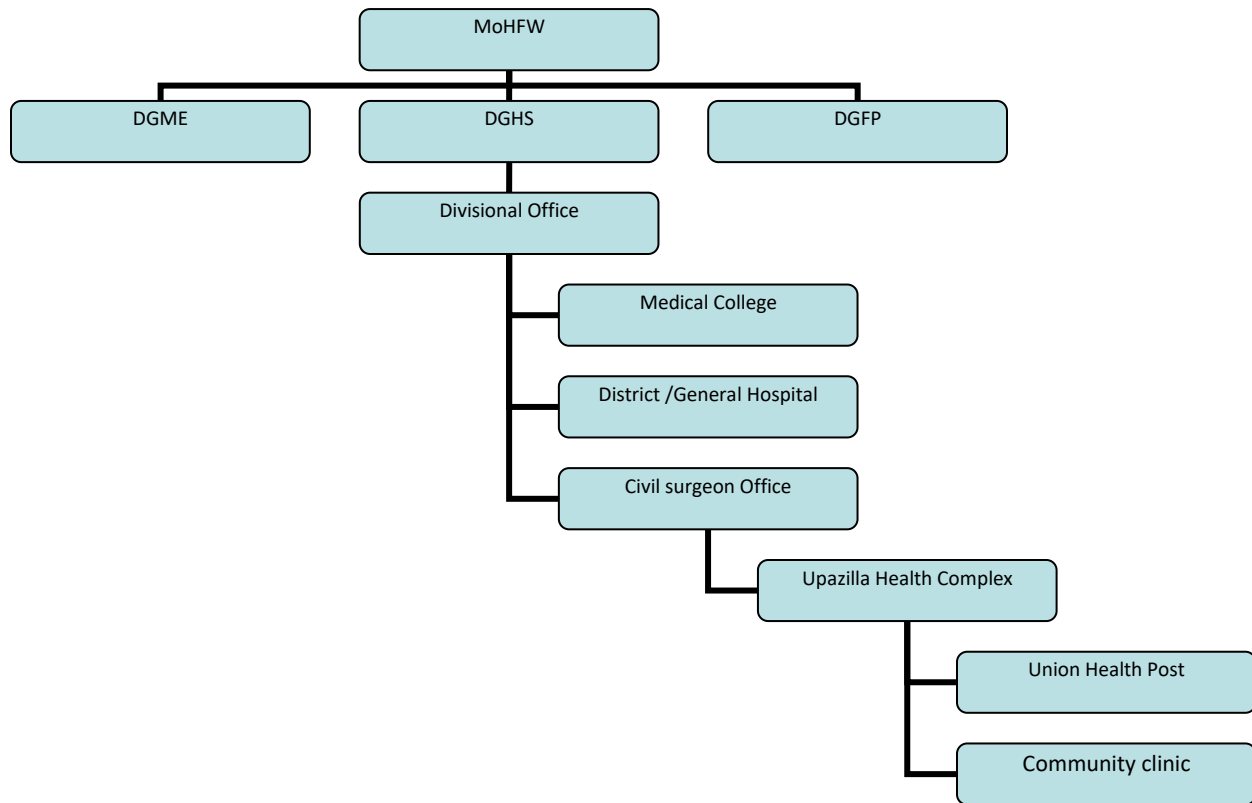 MoHFW
DGME
DGHS
DGFP
Divisional Office
Medical College
District /General Hospital
Civil surgeon Office
Upazilla Health Complex
Union Health Post
Community clinic